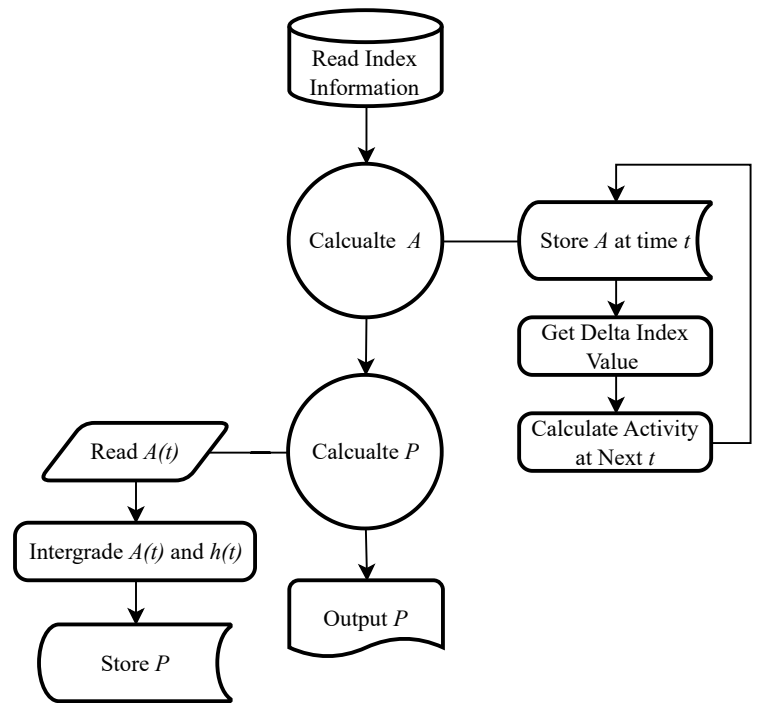 Read Index
Information
Calcualte A
Store A at time t
Get Delta Index
Value
Calculate Activity
at Next t
Calcualte P
Read A(t)
Intergrade A(t) and h(t)
Store P
Output P